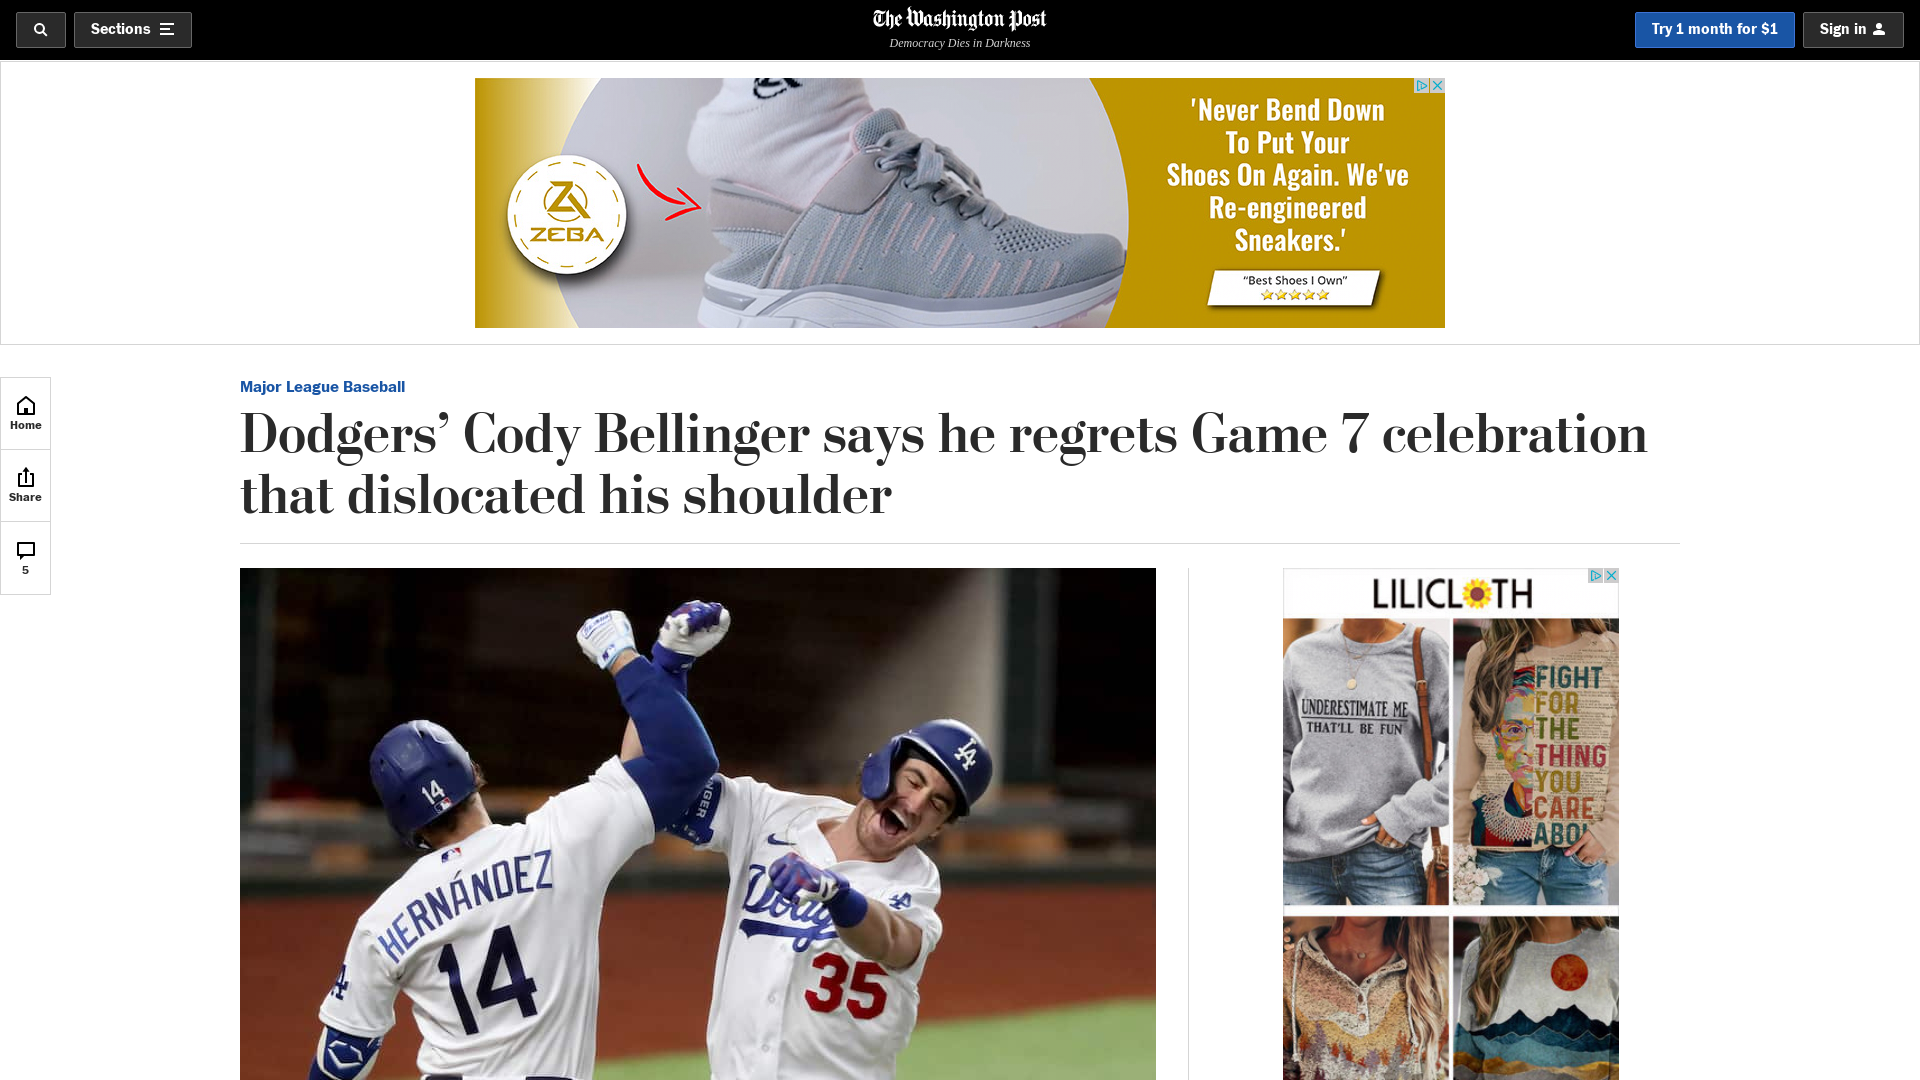 Sections
The Washington Post
Democracy Dies in Darkness
Try 1 month for $1
Sign in
'Never Bend Down
To Put Your
Shoes On Again. We've
Re-engineered
Sneakers.'
"Best Shoes I Own"
ZEBA
Home
Share
5
Major League Baseball
Dodgers’ Cody Bellinger says he regrets Game 7 celebration
that dislocated his shoulder
14
HERNÁNDEZ
14
LA
NGER
Dodg
35
LILICLOTH
UNDERESTIMATE ME
THAT'LL BE FUN
FIGHT
FOR
THE
THING
YOU
CARE
ABOU